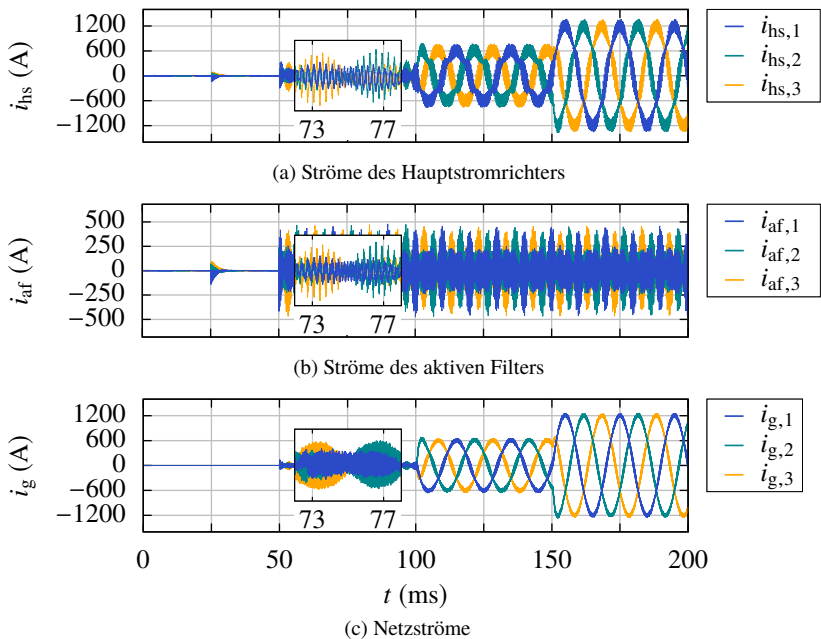 1200
600
0
−600
−1200
i_hs (A)
73
77
i_hs,1
i_hs,2
i_hs,3
(a) Ströme des Hauptstromrichters
500
250
0
−250
−500
i_af (A)
73
77
i_af,1
i_af,2
i_af,3
(b) Ströme des aktiven Filters
1200
600
0
−600
−1200
i_g (A)
73
77
i_g,1
i_g,2
i_g,3
0
50
100
150
200
t (ms)
(c) Netzströme